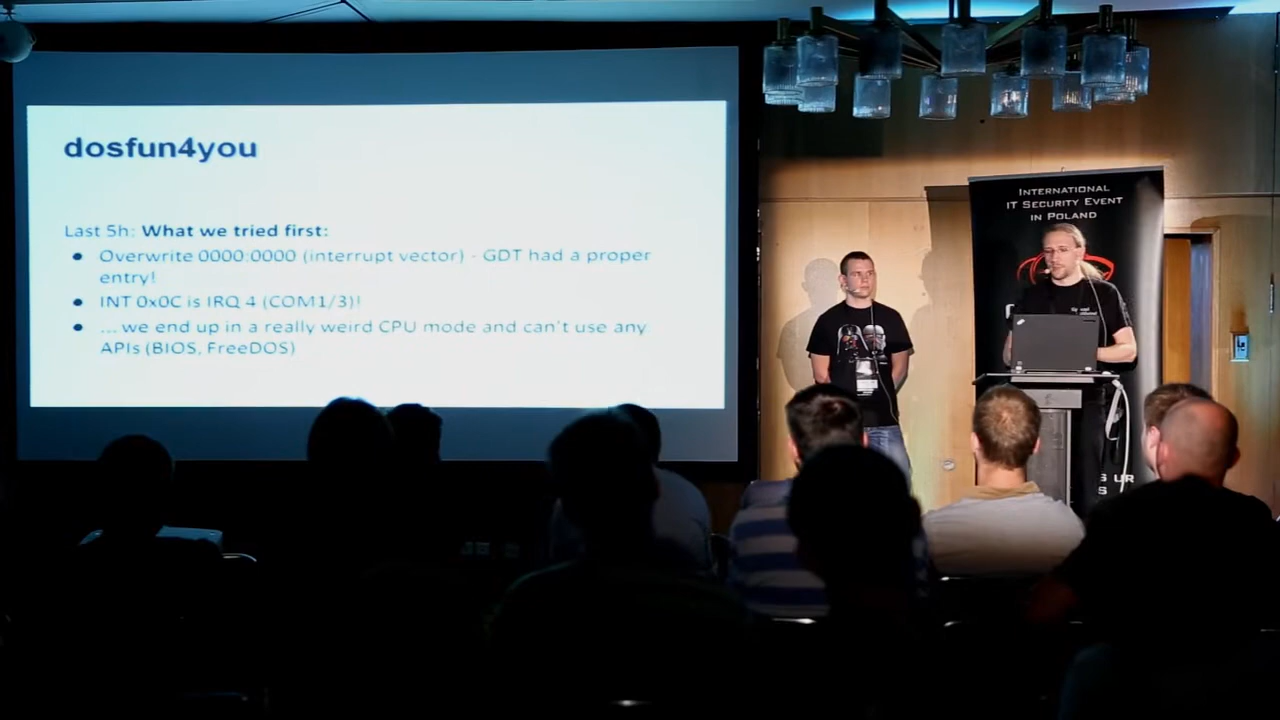 dosfun4you
Last 5h: What we tried first:
● Overwrite 0000:0000 (interrupt vector) - GDT had a proper
entry!
● INT 0x0C is IRQ 4 (COM1/3)!
● ... we end up in a really weird CPU mode and can't use any
APIs (BIOS, FreeDOS)
INTERNATIONAL
IT SECURITY EVENT
IN POLAND